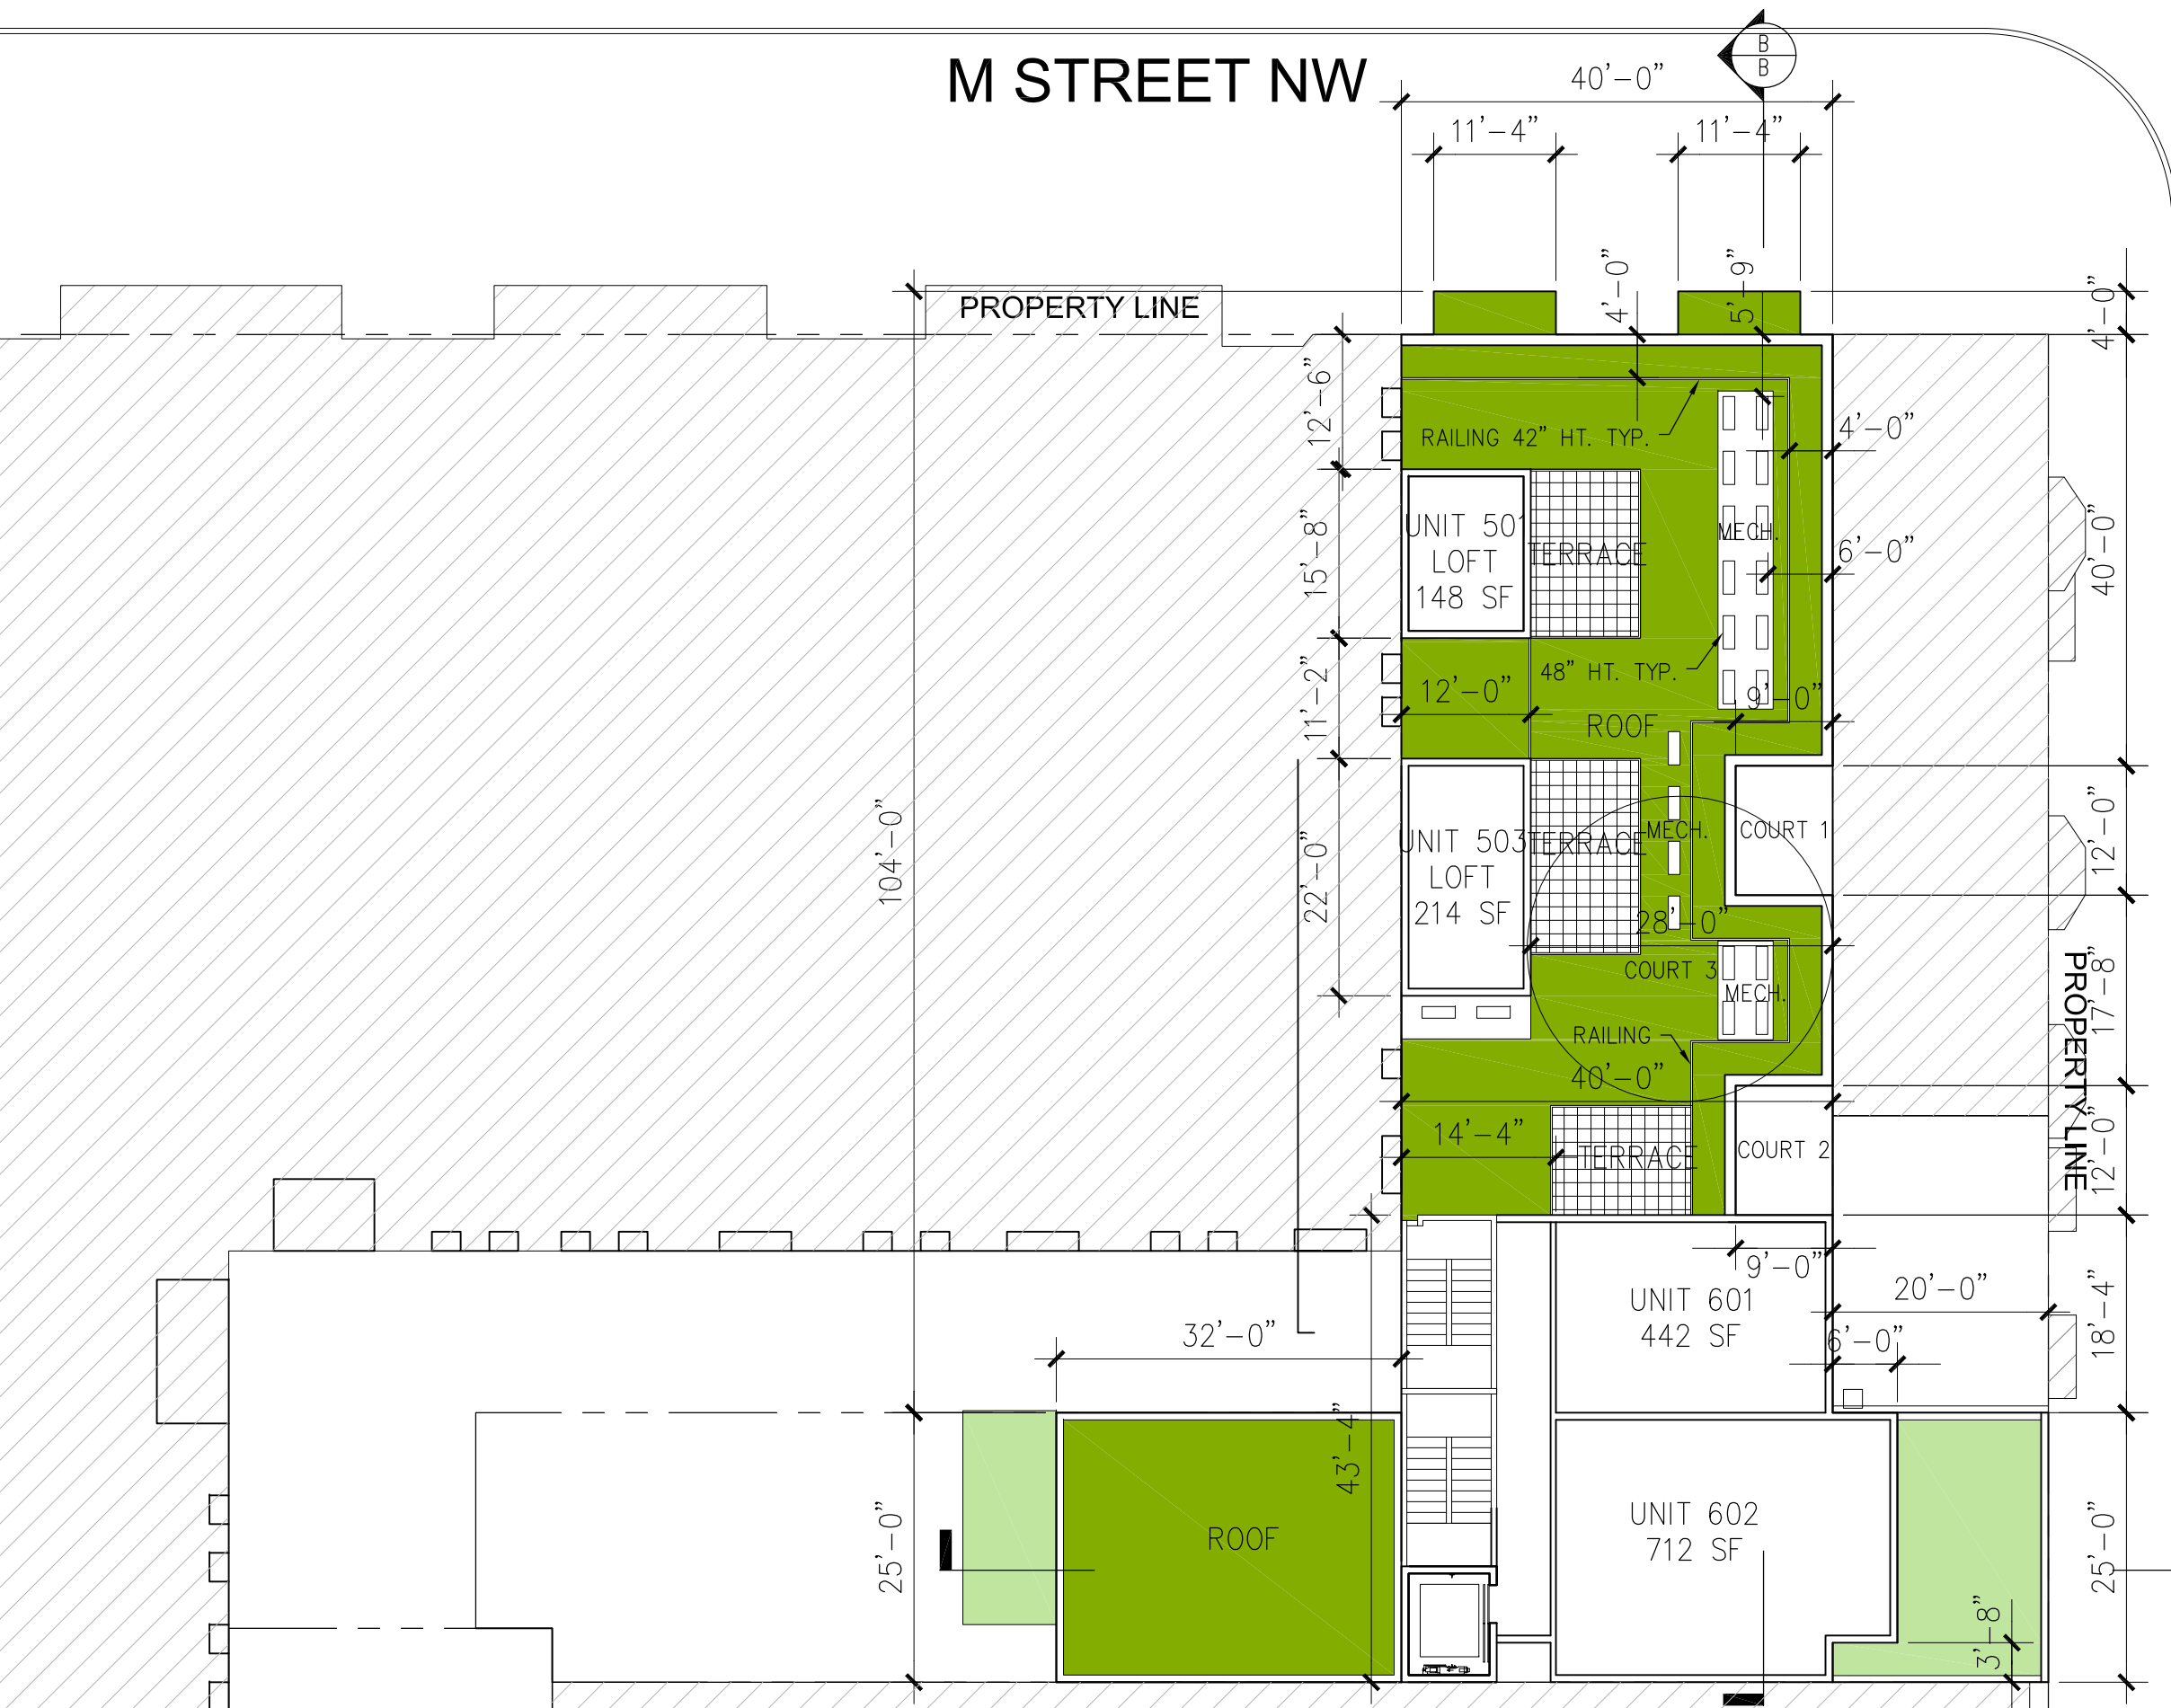 M STREET NW
B
B
40'-0"
11'-4"
11'-4"
PROPERTY LINE
4'-0"
5'-9"
4'-0"
12'-6"
RAILING 42" HT. TYP.
4'-0"
UNIT 501
LOFT
148 SF
TERRACE
MECH.
6'-0"
15'-8"
40'-0"
48" HT. TYP.
12'-0"
9'-0"
11'-2"
ROOF
104'-0"
UNIT 503
LOFT
214 SF
TERRACE
MECH.
COURT 1
12'-0"
22'-0"
28'-0"
COURT 3
MECH.
17'-8"
PROPERTY LINE
RAILING
40'-0"
14'-4"
TERRACE
COURT 2
12'-0"
9'-0"
UNIT 601
442 SF
20'-0"
6'-0"
18'-4"
32'-0"
43'-4"
25'-0"
ROOF
UNIT 602
712 SF
25'-0"
3'-8"